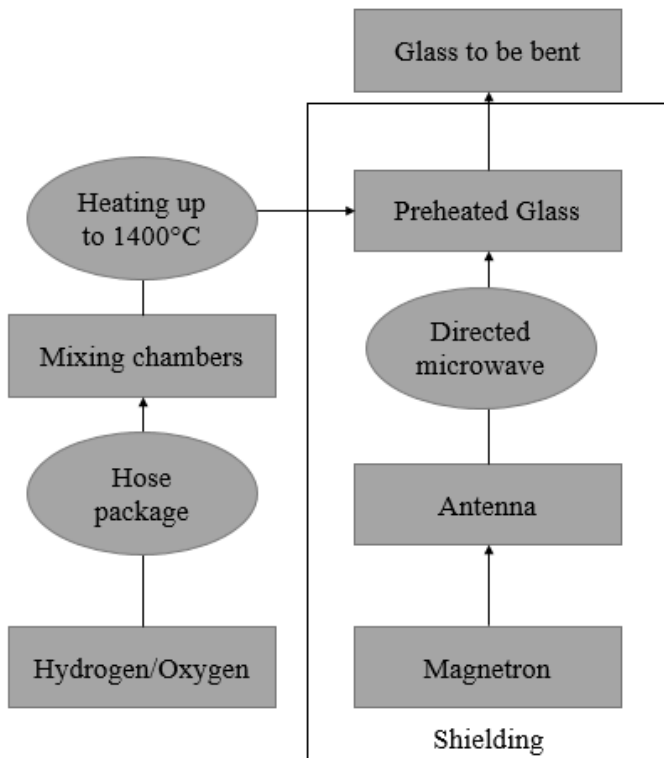 Glass to be bent
Heating up
to 1400°C
Preheated Glass
Directed
microwave
Mixing chambers
Hose
package
Antenna
Hydrogen/Oxygen
Magnetron
Shielding